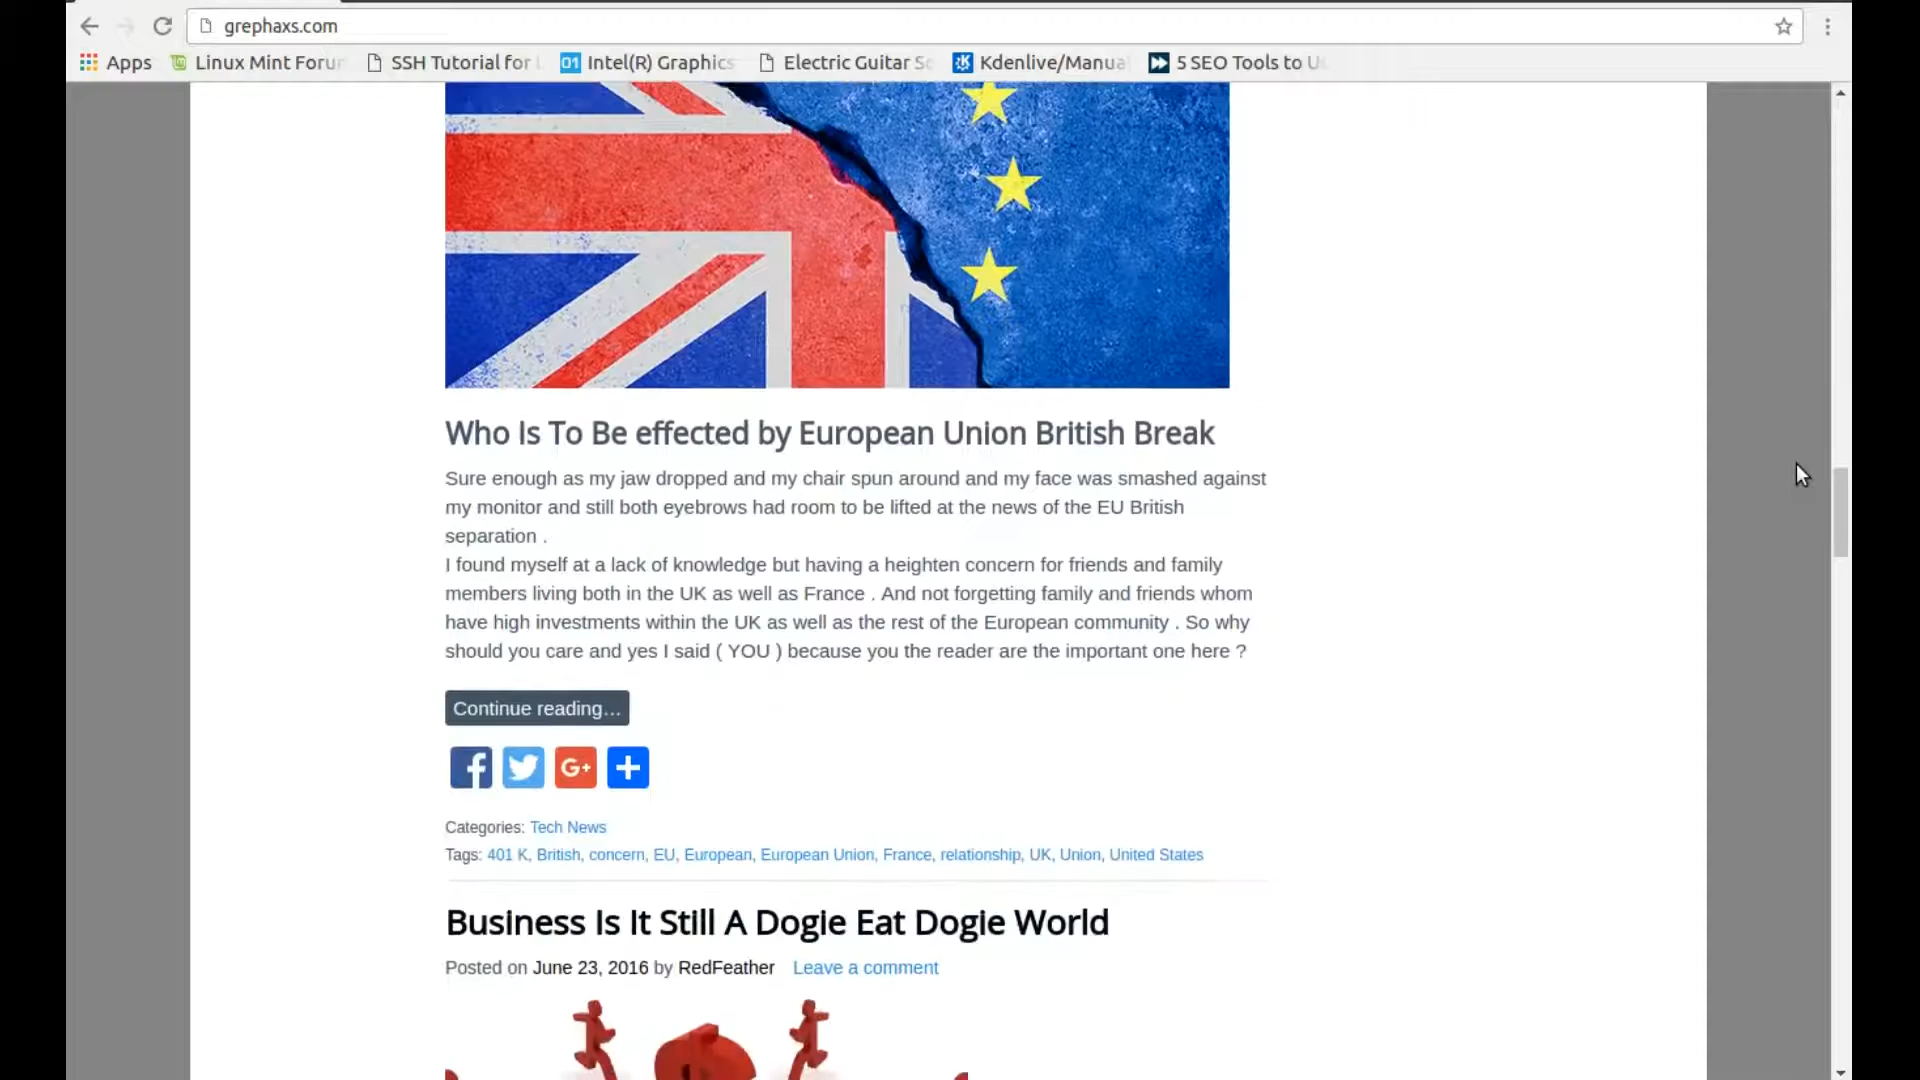 grephaxs.com
Apps Linux Mint Forum SSH Tutorial for Intel(R) Graphics Electric Guitar Kdenlive/Manua 5 SEO Tools to
Who Is To Be effected by European Union British Break
Sure enough as my jaw dropped and my chair spun around and my face was smashed against
my monitor and still both eyebrows had room to be lifted at the news of the EU British
separation .
I found myself at a lack of knowledge but having a heighten concern for friends and family
members living both in the UK as well as France . And not forgetting family and friends whom
have high investments within the UK as well as the rest of the European community . So why
should you care and yes I said ( YOU ) because you the reader are the important one here ?
Continue reading...
Categories: Tech News
Tags: 401 K, British, concern, EU, European, European Union, France, relationship, UK, Union, United States
Business Is It Still A Dogie Eat Dogie World
Posted on June 23, 2016 by RedFeather Leave a comment